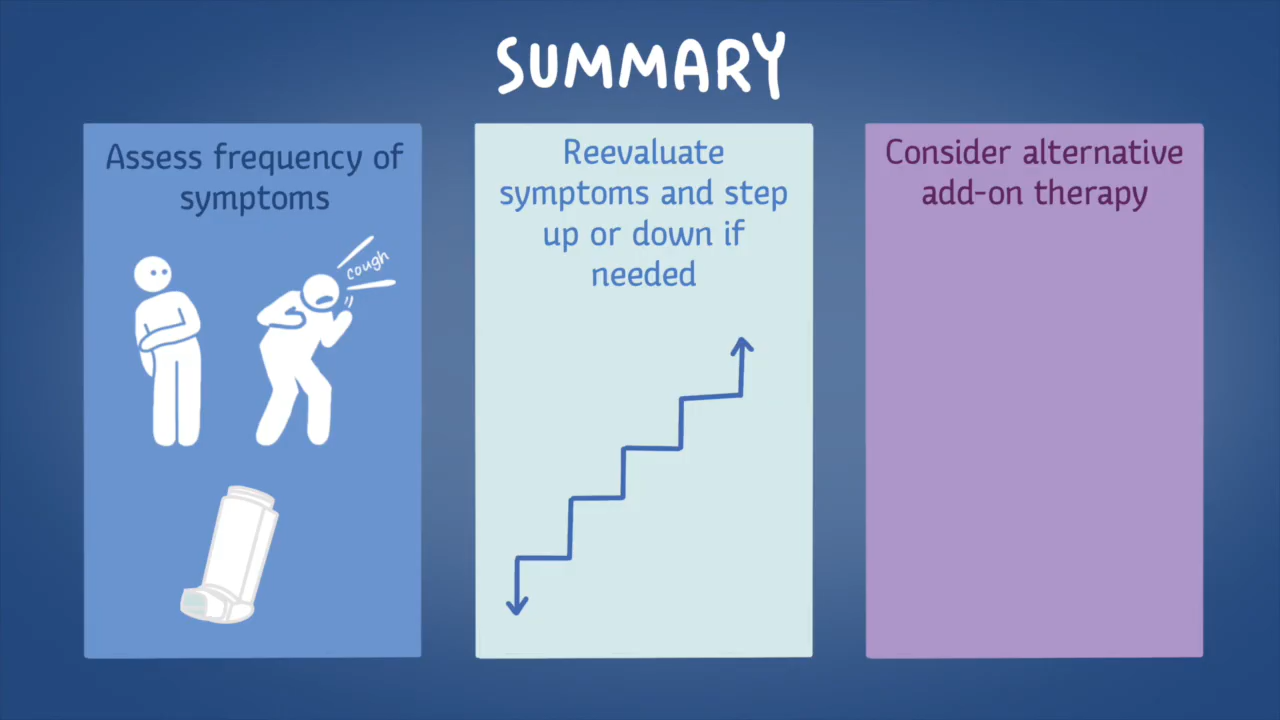 SUMMARY
Assess frequency of
symptoms
cough
Reevaluate
symptoms and step
up or down if
needed
Consider alternative
add-on therapy